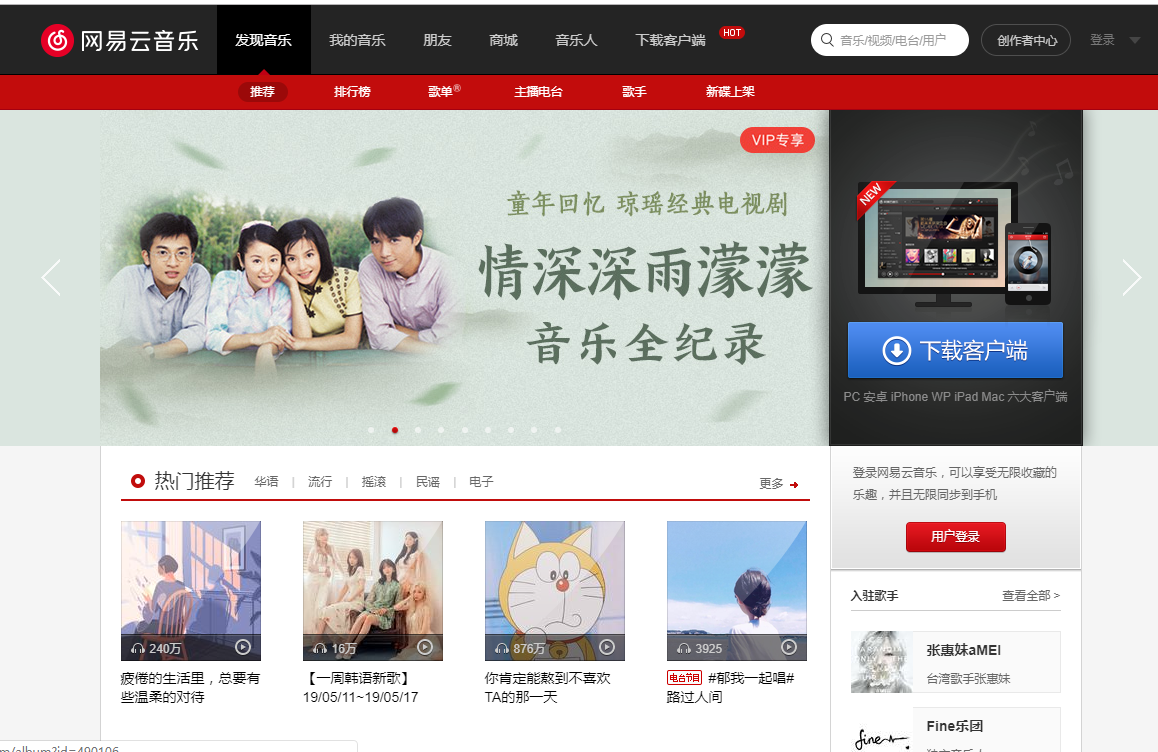 网易云音乐
发现音乐 我的音乐 朋友 商城 音乐人 下载客户端 HOT
音乐/视频/电台/用户 创作者中心 登录
推荐 排行榜 歌单® 主播电台 歌手 新碟上架
VIP专享
童年回忆 琼瑶经典电视剧
情深深雨濛濛
音乐全纪录
NEW
下载客户端
PC 安卓 iPhone WP iPad Mac 六大客户端
热门推荐 华语 | 流行 | 摇滚 | 民谣 | 电子 更多
登录网易云音乐，可以享受无限收藏的
乐趣，并且无限同步到手机
用户登录
240万
16万
876万
3925
疲倦的生活里，总要有
些温柔的对待
【一周韩语新歌】
19/05/11~19/05/17
你肯定能熬到不喜欢
TA的那一天
电台节目 #郁我一起唱#
路过人间
入驻歌手 查看全部 >
张惠妹aMEI
台湾歌手张惠妹
Fine乐团
fine